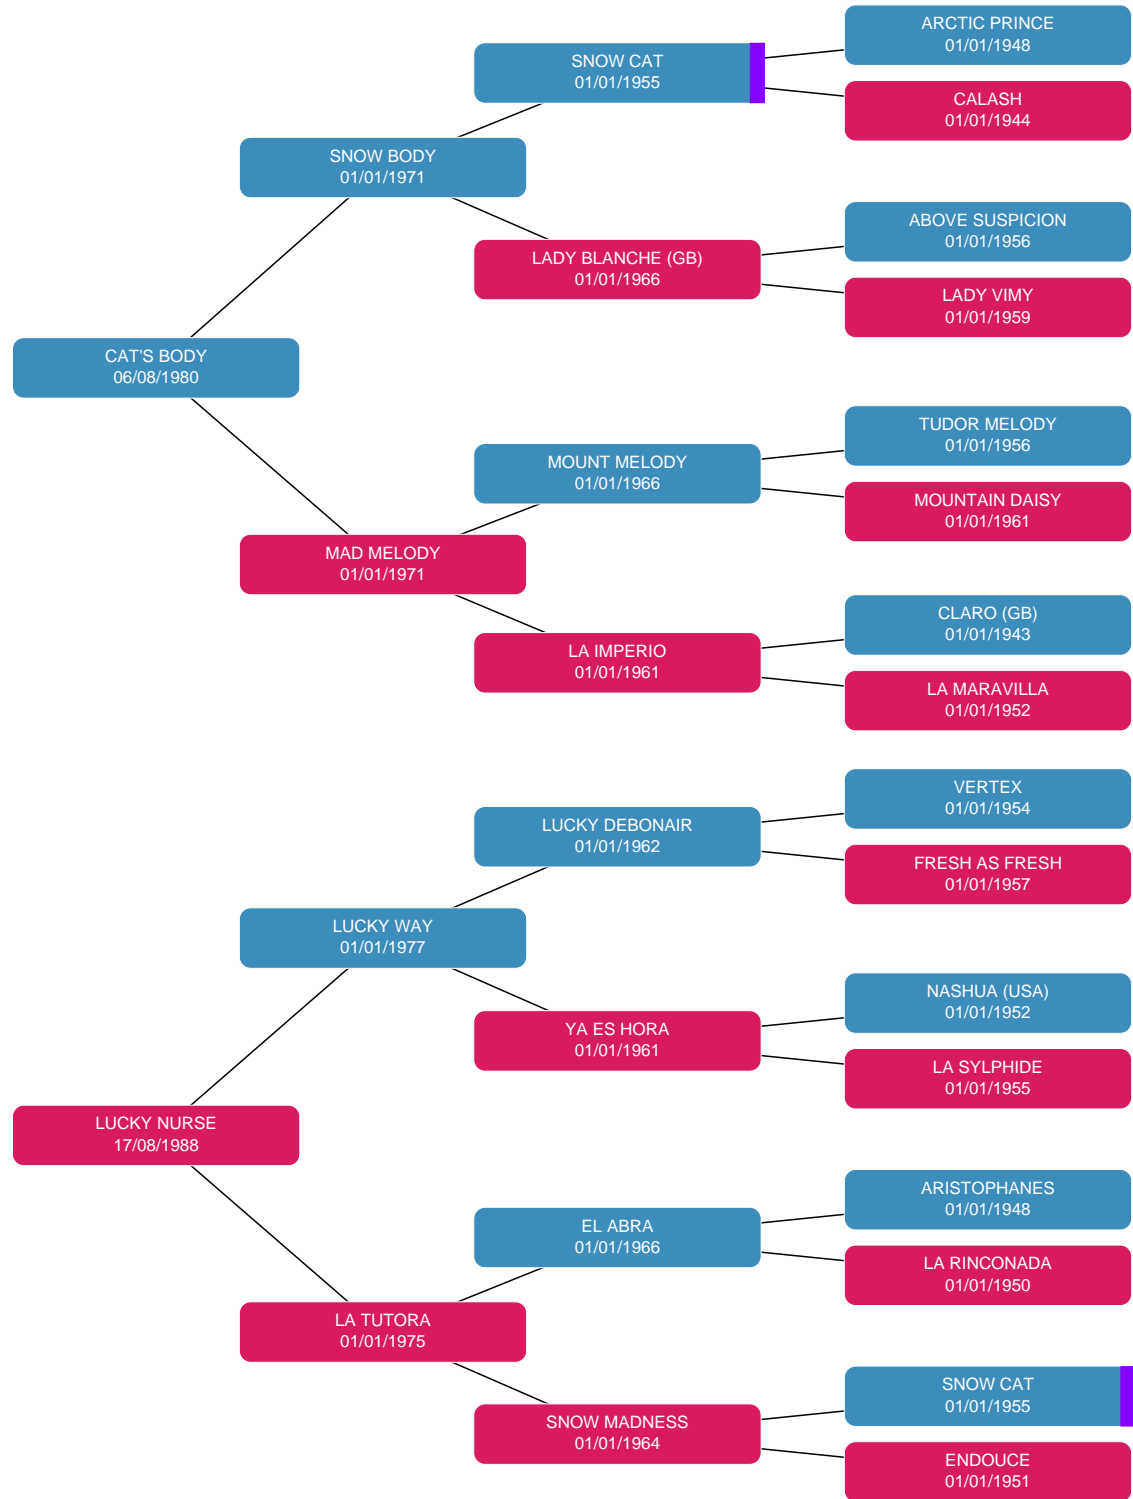 ARCTIC PRINCE
01/01/1948
SNOW CAT
01/01/1955
CALASH
01/01/1944
SNOW BODY
01/01/1971
ABOVE SUSPICION
01/01/1956
LADY BLANCHE (GB)
01/01/1966
LADY VIMY
01/01/1959
CAT'S BODY
06/08/1980
TUDOR MELODY
01/01/1956
MOUNT MELODY
01/01/1966
MOUNTAIN DAISY
01/01/1961
MAD MELODY
01/01/1971
CLARO (GB)
01/01/1943
LA IMPERIO
01/01/1961
LA MARAVILLA
01/01/1952
VERTEX
01/01/1954
LUCKY DEBONAIR
01/01/1962
FRESH AS FRESH
01/01/1957
LUCKY WAY
01/01/1977
NASHUA (USA)
01/01/1952
YA ES HORA
01/01/1961
LA SYLPHIDE
01/01/1955
LUCKY NURSE
17/08/1988
ARISTOPHANES
01/01/1948
EL ABRA
01/01/1966
LA RINCONADA
01/01/1950
LA TUTORA
01/01/1975
SNOW CAT
01/01/1955
SNOW MADNESS
01/01/1964
ENDOUCE
01/01/1951